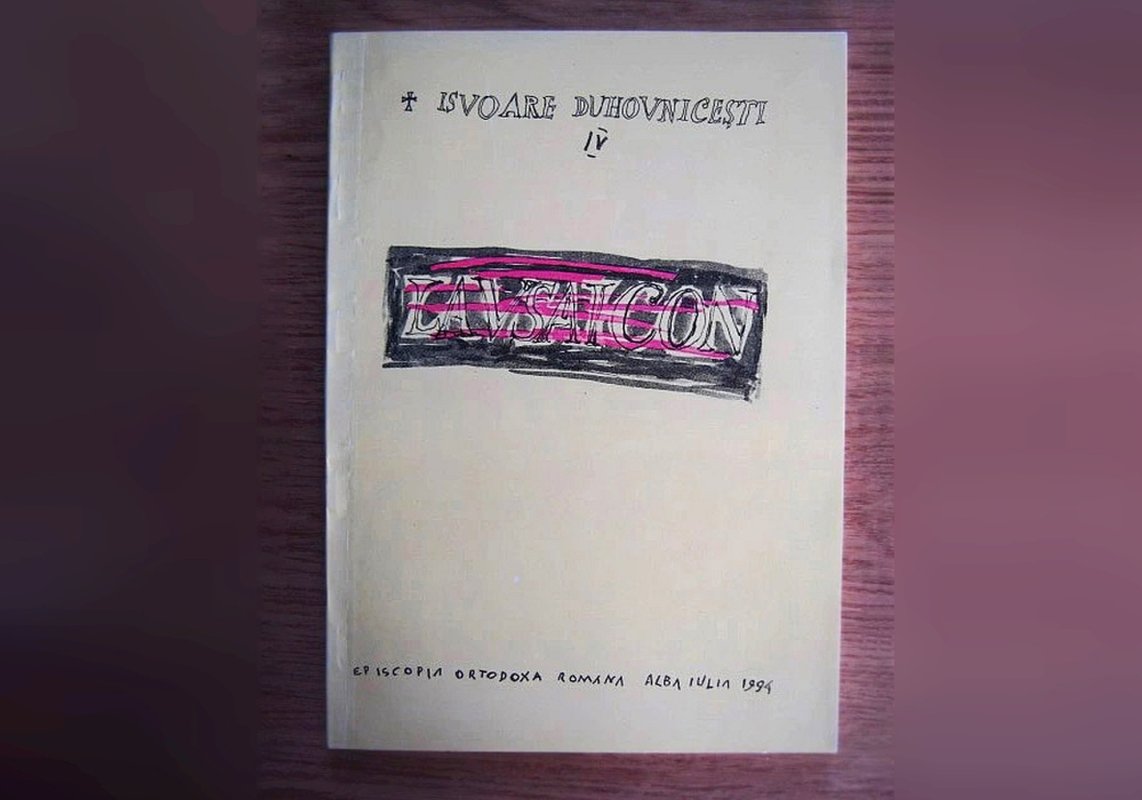 ✠ ISVOARE DUHOVNICEȘTI
IV
LAVSAICON
EPISCOPIA ORTODOXA ROMANA ALBA IULIA 1994